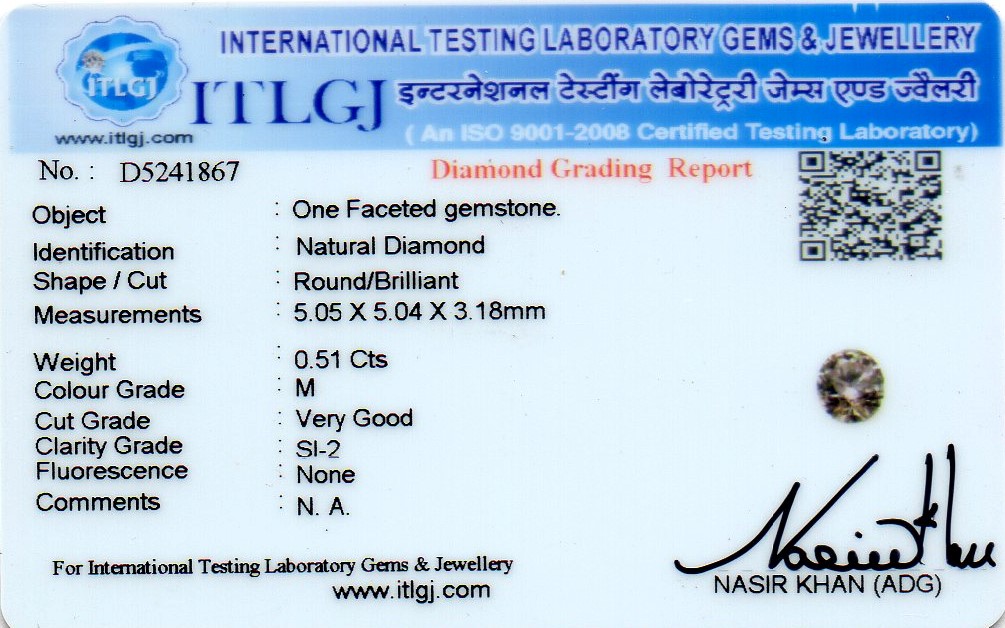 INTERNATIONAL TESTING LABORATORY GEMS & JEWELLERY
ITLGJ
ITLGJ इन्टरनेशनल टेस्टींग लेबोरेट्ररी जेम्स एण्ड ज्वैलरी
www.itlgj.com (An ISO 9001-2008 Certified Testing Laboratory)
No. : D5241867 Diamond Grading Report
Object : One Faceted gemstone.
Identification : Natural Diamond
Shape / Cut : Round/Brilliant
Measurements : 5.05 X 5.04 X 3.18mm
Weight : 0.51 Cts
Colour Grade : M
Cut Grade : Very Good
Clarity Grade : SI-2
Fluorescence : None
Comments : N. A.
For International Testing Laboratory Gems & Jewellery
www.itlgj.com
NASIR KHAN (ADG)